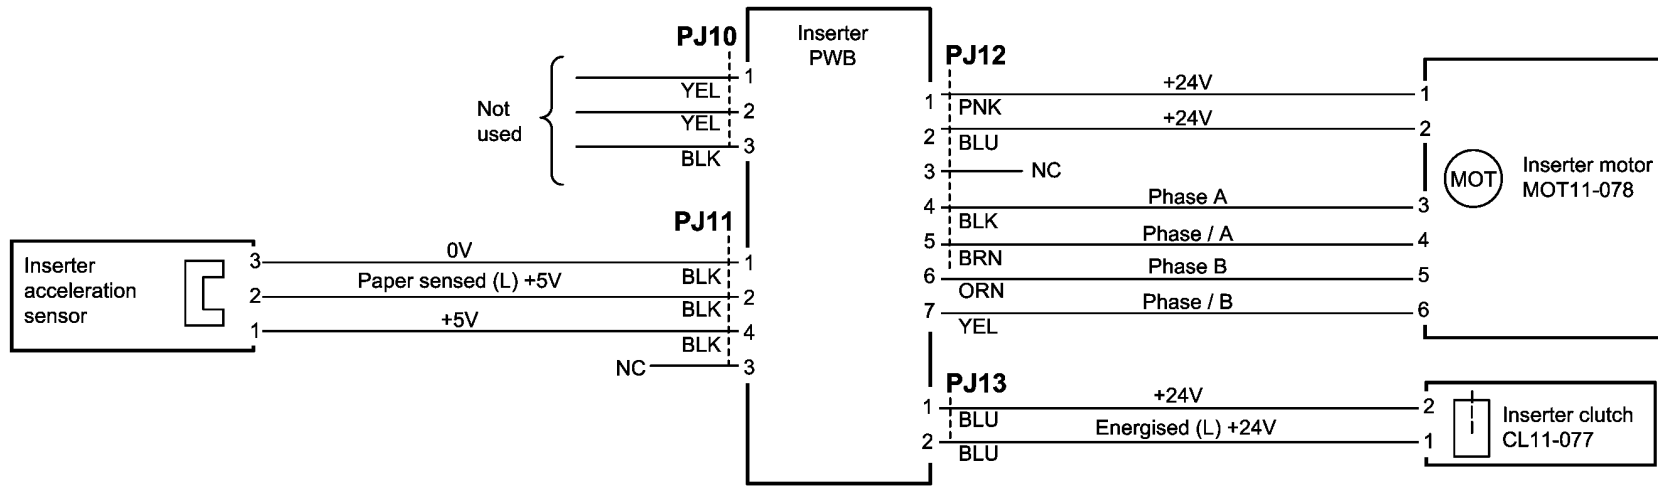 Inserter
PWB
PJ10
1
YEL
2
YEL
3
BLK
Not
used
PJ11
Inserter
acceleration
sensor
3 0V 1
BLK
2 Paper sensed (L) +5V 2
BLK
1 +5V 4
BLK
NC 3
PJ12
1 +24V 1
PNK
2 +24V 2
BLU
3 NC
4 Phase A 3
BLK
5 Phase / A 4
BRN
6 Phase B 5
ORN
7 Phase / B 6
YEL
MOT
Inserter motor
MOT11-078
PJ13
1 +24V 2
BLU
2 Energised (L) +24V 1
BLU
Inserter clutch
CL11-077